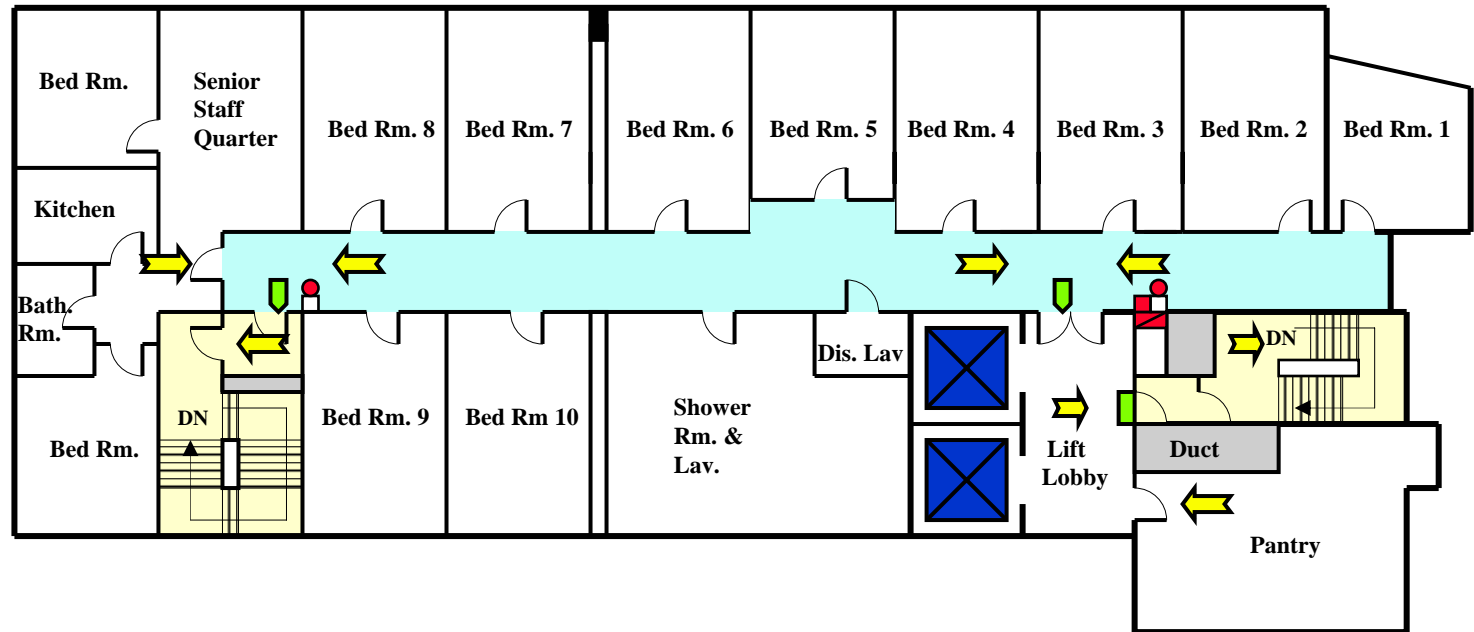 Bed Rm.
Senior
Staff
Quarter
Bed Rm. 8
Bed Rm. 7
Bed Rm. 6
Bed Rm. 5
Bed Rm. 4
Bed Rm. 3
Bed Rm. 2
Bed Rm. 1
Kitchen
Bath.
Rm.
Dis. Lav
DN
DN
Bed Rm. 9
Bed Rm 10
Shower
Rm. &
Lav.
Bed Rm.
Lift
Lobby
Duct
Pantry